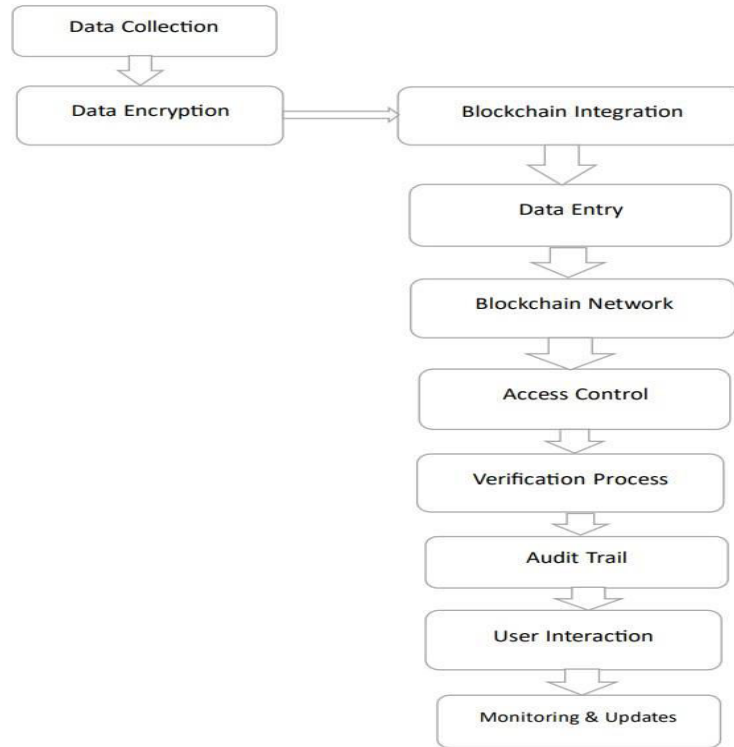 Data Collection
Data Encryption
Blockchain Integration
Data Entry
Blockchain Network
Access Control
Verification Process
Audit Trail
User Interaction
Monitoring & Updates